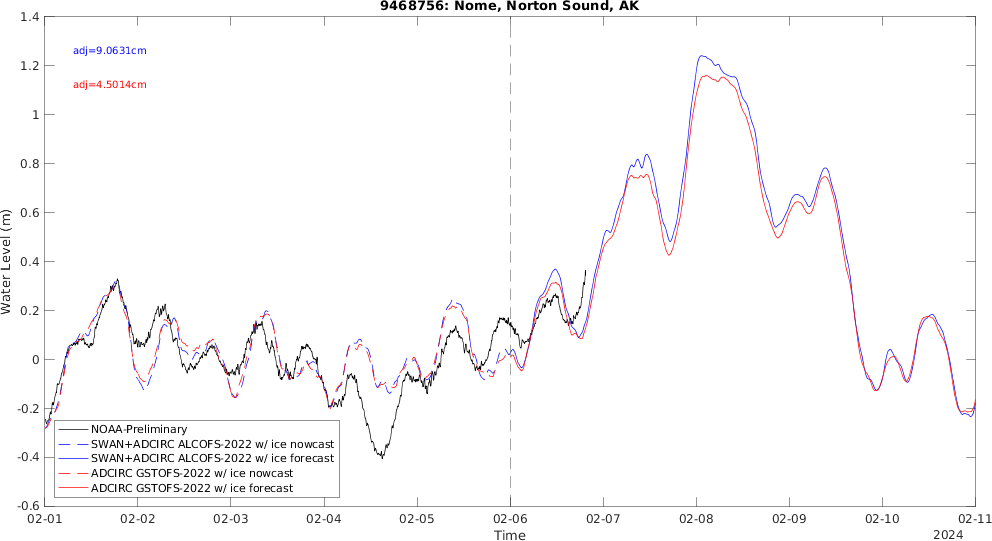 9468756: Nome, Norton Sound, AK
adj=9.0631cm
adj=4.5014cm
Water Level (m)
1.4
1.2
1
0.8
0.6
0.4
0.2
0
-0.2
-0.4
-0.6
NOAA-Preliminary
SWAN+ADCIRC ALCOFS-2022 w/ ice nowcast
SWAN+ADCIRC ALCOFS-2022 w/ ice forecast
ADCIRC GSTOFS-2022 w/ ice nowcast
ADCIRC GSTOFS-2022 w/ ice forecast
02-01 02-02 02-03 02-04 02-05 02-06 02-07 02-08 02-09 02-10 02-11
Time
2024